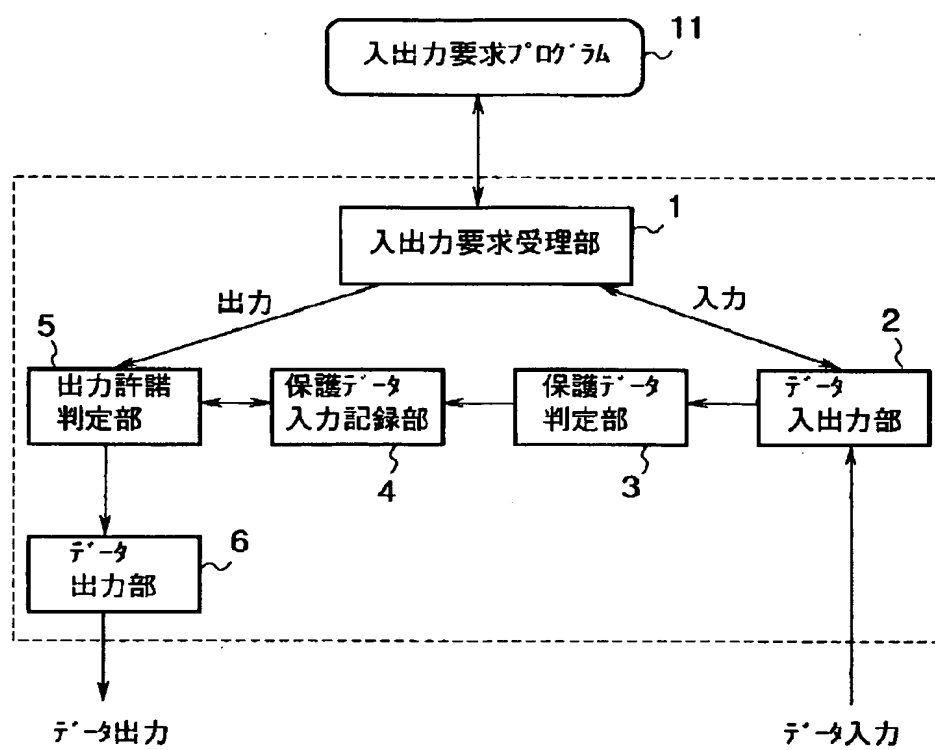 11
入出力要求ﾌﾟﾛｸﾞﾗﾑ
1
入出力要求受理部
出力
入力
5
2
出力許諾
判定部
保護ﾃﾞｰﾀ
入力記録部
保護ﾃﾞｰﾀ
判定部
ﾃﾞｰﾀ
入出力部
4
3
ﾃﾞｰﾀ
出力部
6
ﾃﾞｰﾀ出力
ﾃﾞｰﾀ入力